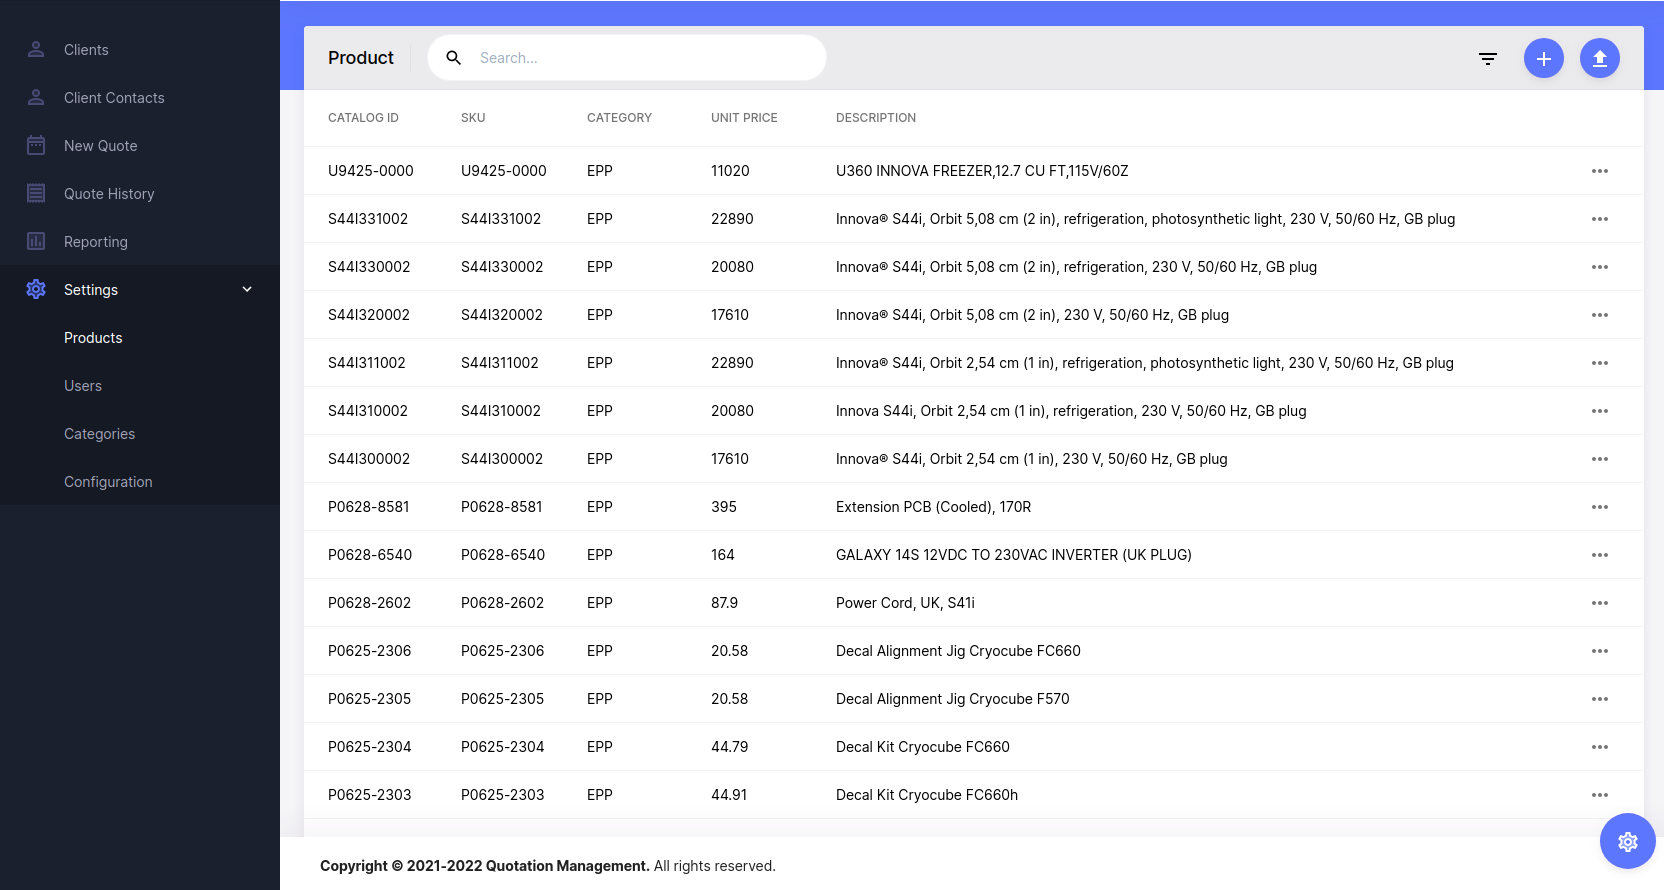 Clients
Client Contacts
New Quote
Quote History
Reporting
Settings
Products
Users
Categories
Configuration
Product Search...
CATALOG ID SKU CATEGORY UNIT PRICE DESCRIPTION
U9425-0000 U9425-0000 EPP 11020 U360 INNOVA FREEZER,12.7 CU FT,115V/60Z
S44I331002 S44I331002 EPP 22890 Innova® S44i, Orbit 5,08 cm (2 in), refrigeration, photosynthetic light, 230 V, 50/60 Hz, GB plug
S44I330002 S44I330002 EPP 20080 Innova® S44i, Orbit 5,08 cm (2 in), refrigeration, 230 V, 50/60 Hz, GB plug
S44I320002 S44I320002 EPP 17610 Innova® S44i, Orbit 5,08 cm (2 in), 230 V, 50/60 Hz, GB plug
S44I311002 S44I311002 EPP 22890 Innova® S44i, Orbit 2,54 cm (1 in), refrigeration, photosynthetic light, 230 V, 50/60 Hz, GB plug
S44I310002 S44I310002 EPP 20080 Innova S44i, Orbit 2,54 cm (1 in), refrigeration, 230 V, 50/60 Hz, GB plug
S44I300002 S44I300002 EPP 17610 Innova® S44i, Orbit 2,54 cm (1 in), 230 V, 50/60 Hz, GB plug
P0628-8581 P0628-8581 EPP 395 Extension PCB (Cooled), 170R
P0628-6540 P0628-6540 EPP 164 GALAXY 14S 12VDC TO 230VAC INVERTER (UK PLUG)
P0628-2602 P0628-2602 EPP 87.9 Power Cord, UK, S41i
P0625-2306 P0625-2306 EPP 20.58 Decal Alignment Jig Cryocube FC660
P0625-2305 P0625-2305 EPP 20.58 Decal Alignment Jig Cryocube F570
P0625-2304 P0625-2304 EPP 44.79 Decal Kit Cryocube FC660
P0625-2303 P0625-2303 EPP 44.91 Decal Kit Cryocube FC660h
Copyright © 2021-2022 Quotation Management. All rights reserved.